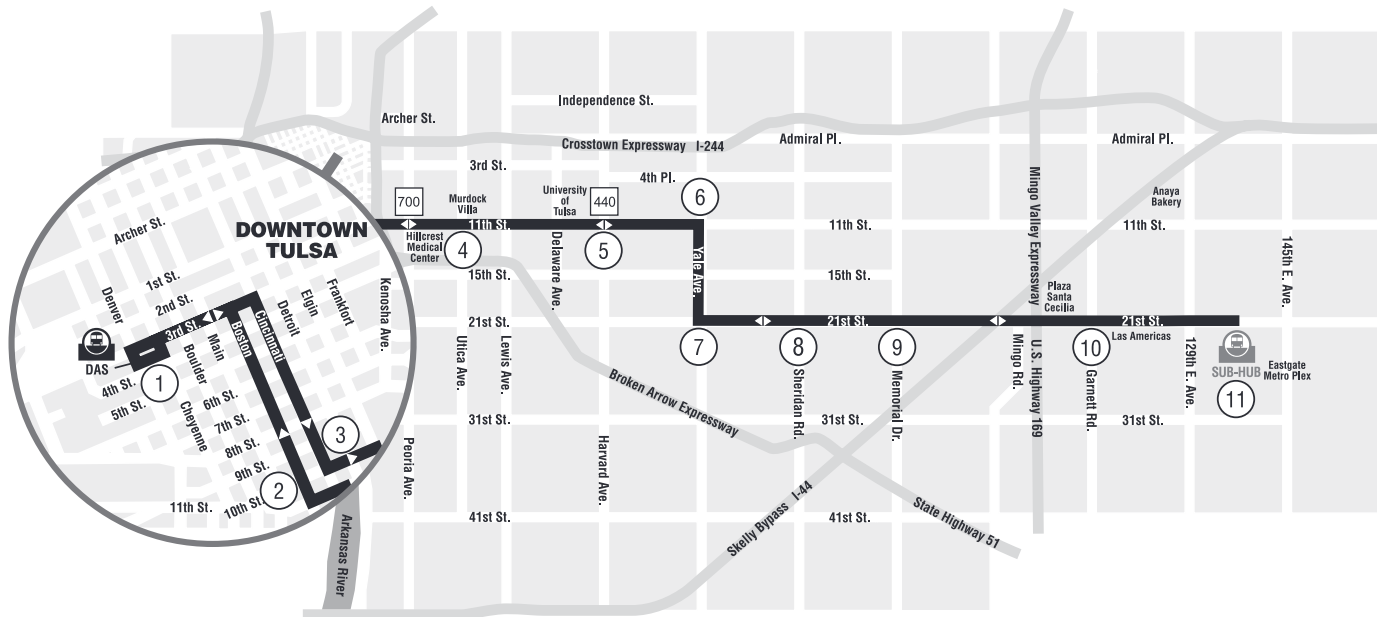 Independence St.
Archer St.
Crosstown Expressway I-244
Admiral Pl.
Admiral Pl.
3rd St.
4th Pl.
700
Murdock
Villa
University
of
Tulsa
440
6
Anaya
Bakery
11th St.
11th St.
11th St.
Hillcrest
Medical
Center
4
5
Delaware Ave.
Yale Ave.
Mingo Valley Expressway
145th E. Ave.
15th St.
15th St.
Plaza
Santa
Cecilia
21st St.
21st St.
21st St.
Las Americas
Kenosha Ave.
Utica Ave.
Lewis Ave.
7
8
9
10
Sheridan Rd.
Memorial Dr.
Mingo Rd.
U.S. Highway 169
Garnett Rd.
129th E. Ave.
SUB-HUB
Eastgate
Metro Plex
11
Broken Arrow Expressway
31st St.
31st St.
31st St.
Peoria Ave.
Harvard Ave.
41st St.
41st St.
Skelly Bypass I-44
State Highway 51
Arkansas River
DOWNTOWN
TULSA
Archer St.
1st St.
2nd St.
3rd St.
Denver
DAS
1
4th St.
5th St.
Boulder
Main
Boston
Cincinnati
Detroit
Elgin
Frankfort
Cheyenne
6th St.
7th St.
8th St.
9th St.
10th St.
11th St.
2
3